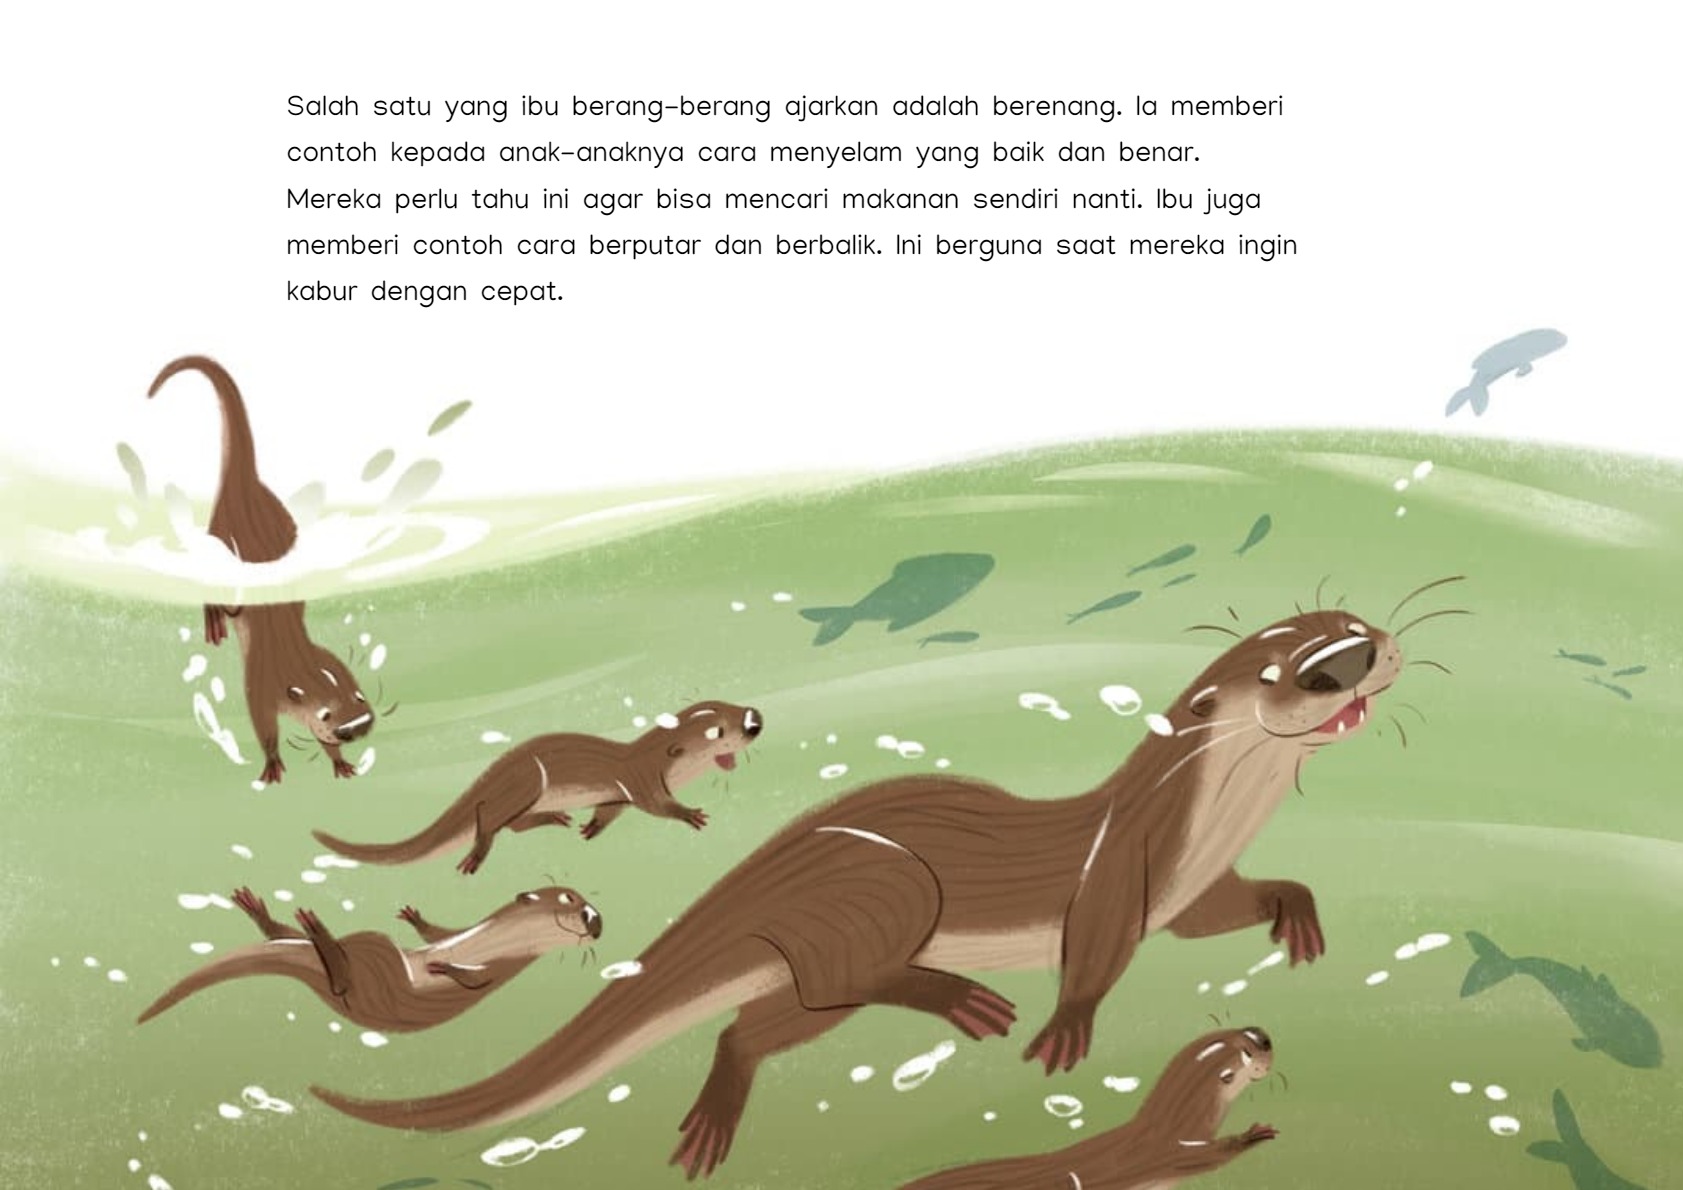 Salah satu yang ibu berang-berang ajarkan adalah berenang. Ia memberi
contoh kepada anak-anaknya cara menyelam yang baik dan benar.
Mereka perlu tahu ini agar bisa mencari makanan sendiri nanti. Ibu juga
memberi contoh cara berputar dan berbalik. Ini berguna saat mereka ingin
kabur dengan cepat.